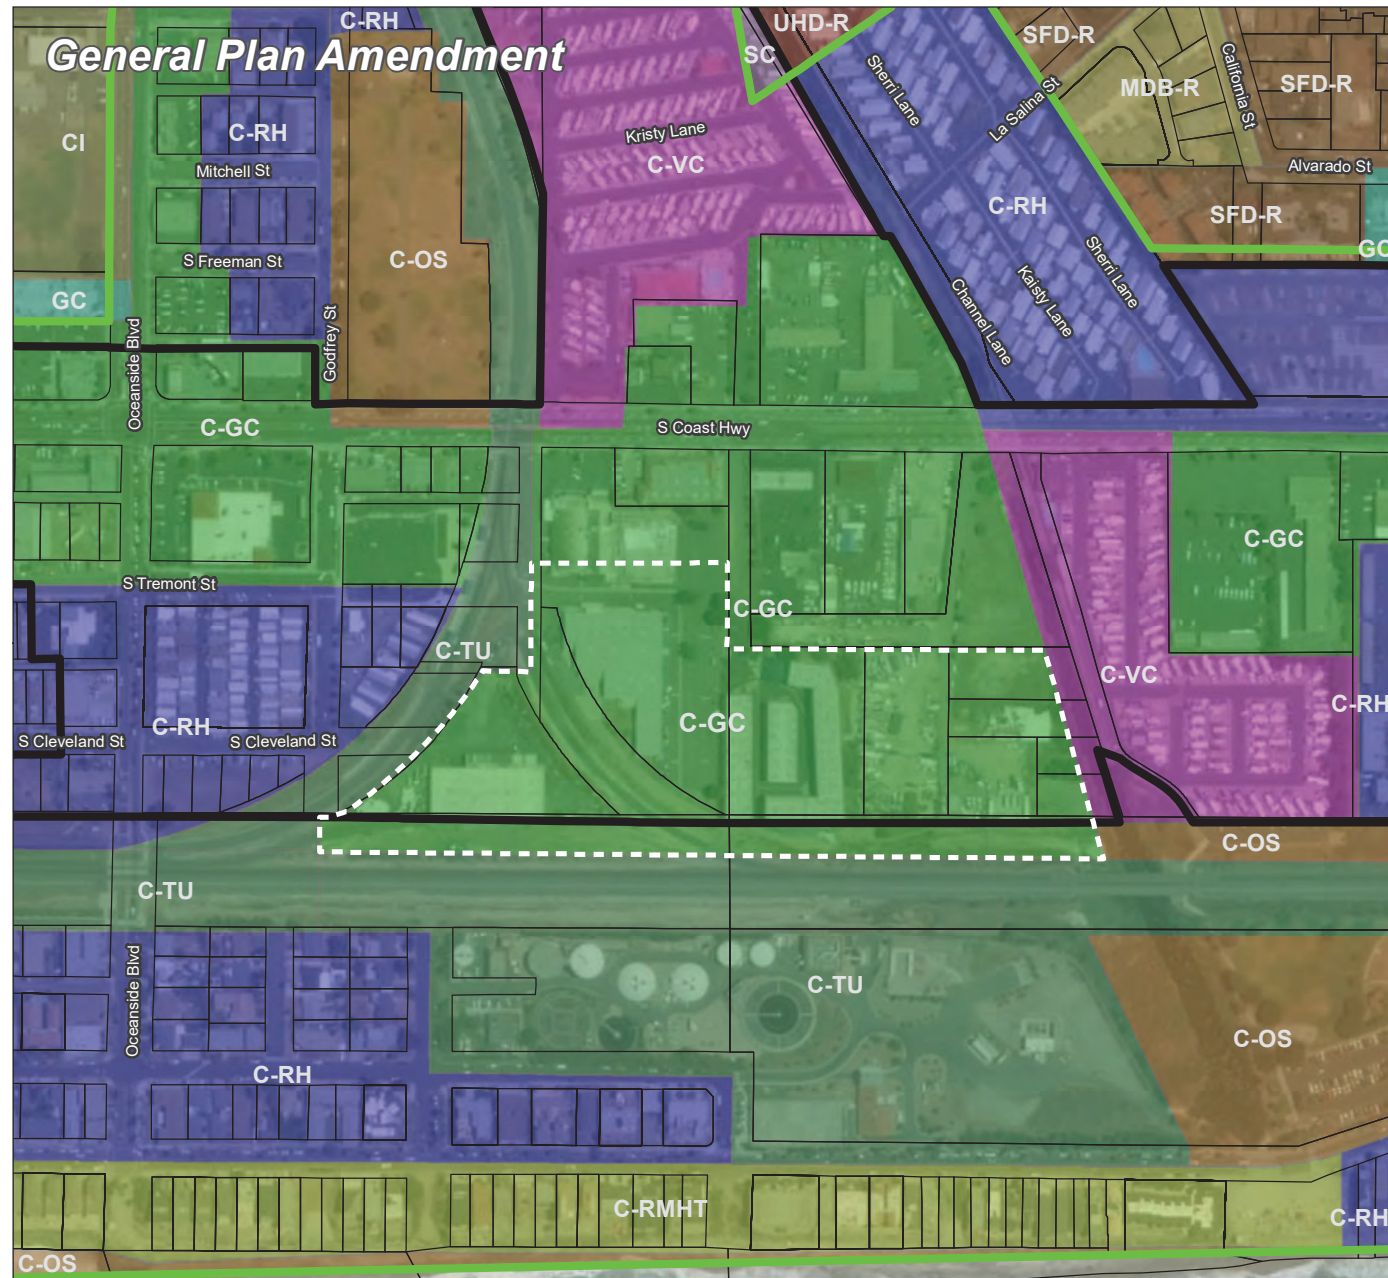 C-RH
UHD-R
SFD-R
General Plan Amendment
SC
California St
Sherri Lane
SFD-R
MDB-R
La Salina St
Kristy Lane
CI
C-RH
C-VC
Mitchell St
Alvarado St
C-RH
SFD-R
S Freeman St
C-OS
GC
Sherri Lane
GC
Kaisty Lane
Channel Lane
Oceanside Blvd
Godfrey St
C-GC
S Coast Hwy
C-GC
S Tremont St
C-GC
C-TU
C-VC
C-RH
C-RH
C-GC
S Cleveland St
S Cleveland St
C-OS
C-TU
C-TU
Oceanside Blvd
C-OS
C-RH
C-RMHT
C-RH
C-OS